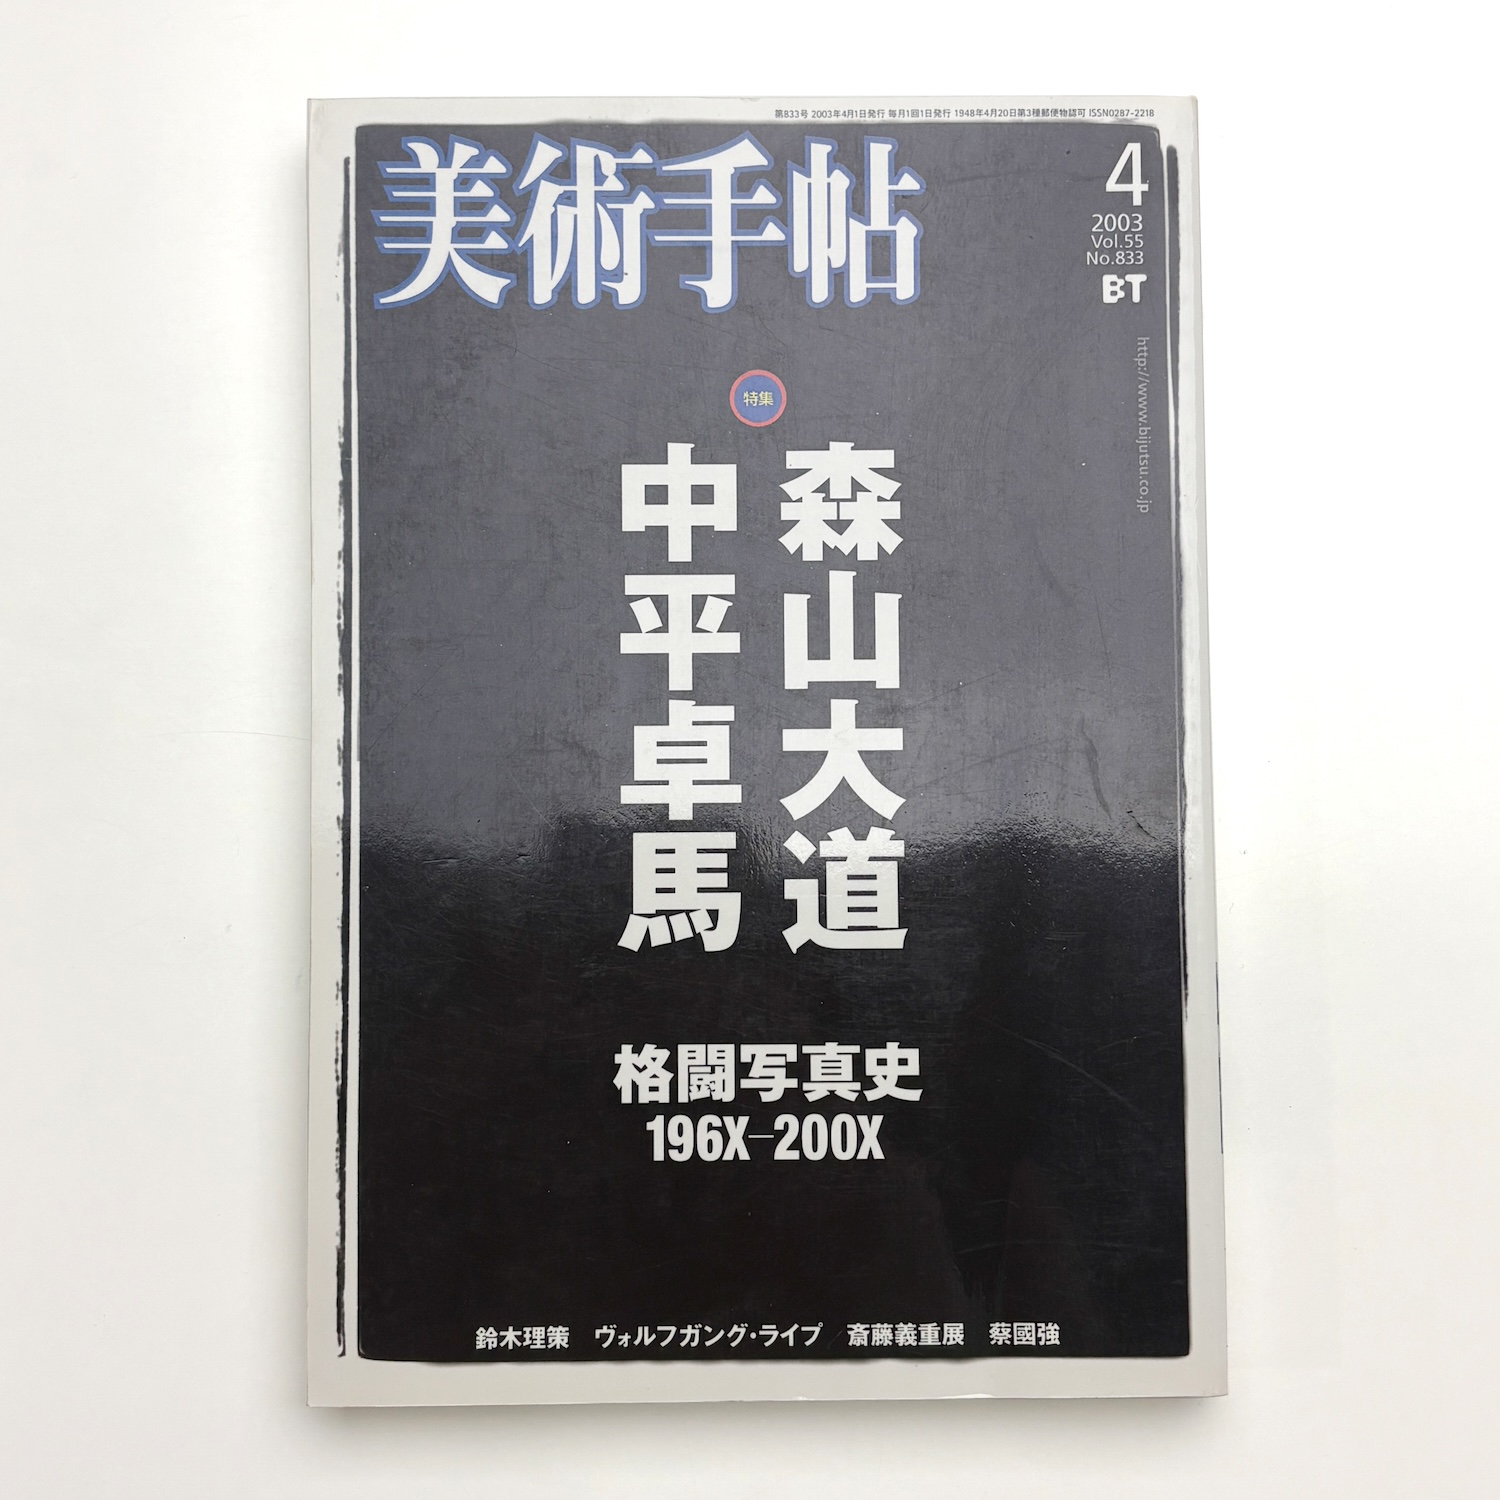 第833号 2003年4月1日発行 毎月1回1日発行 1948年4月20日第3種郵便物認可 ISSN0287-2218
美術手帖
4
2003
Vol.55
No.833
BT
http://www.bijutsu.co.jp
特集
森山大道
中平卓馬
格闘写真史
196X–200X
鈴木理策　ヴォルフガング・ライプ　斎藤義重展　蔡國強